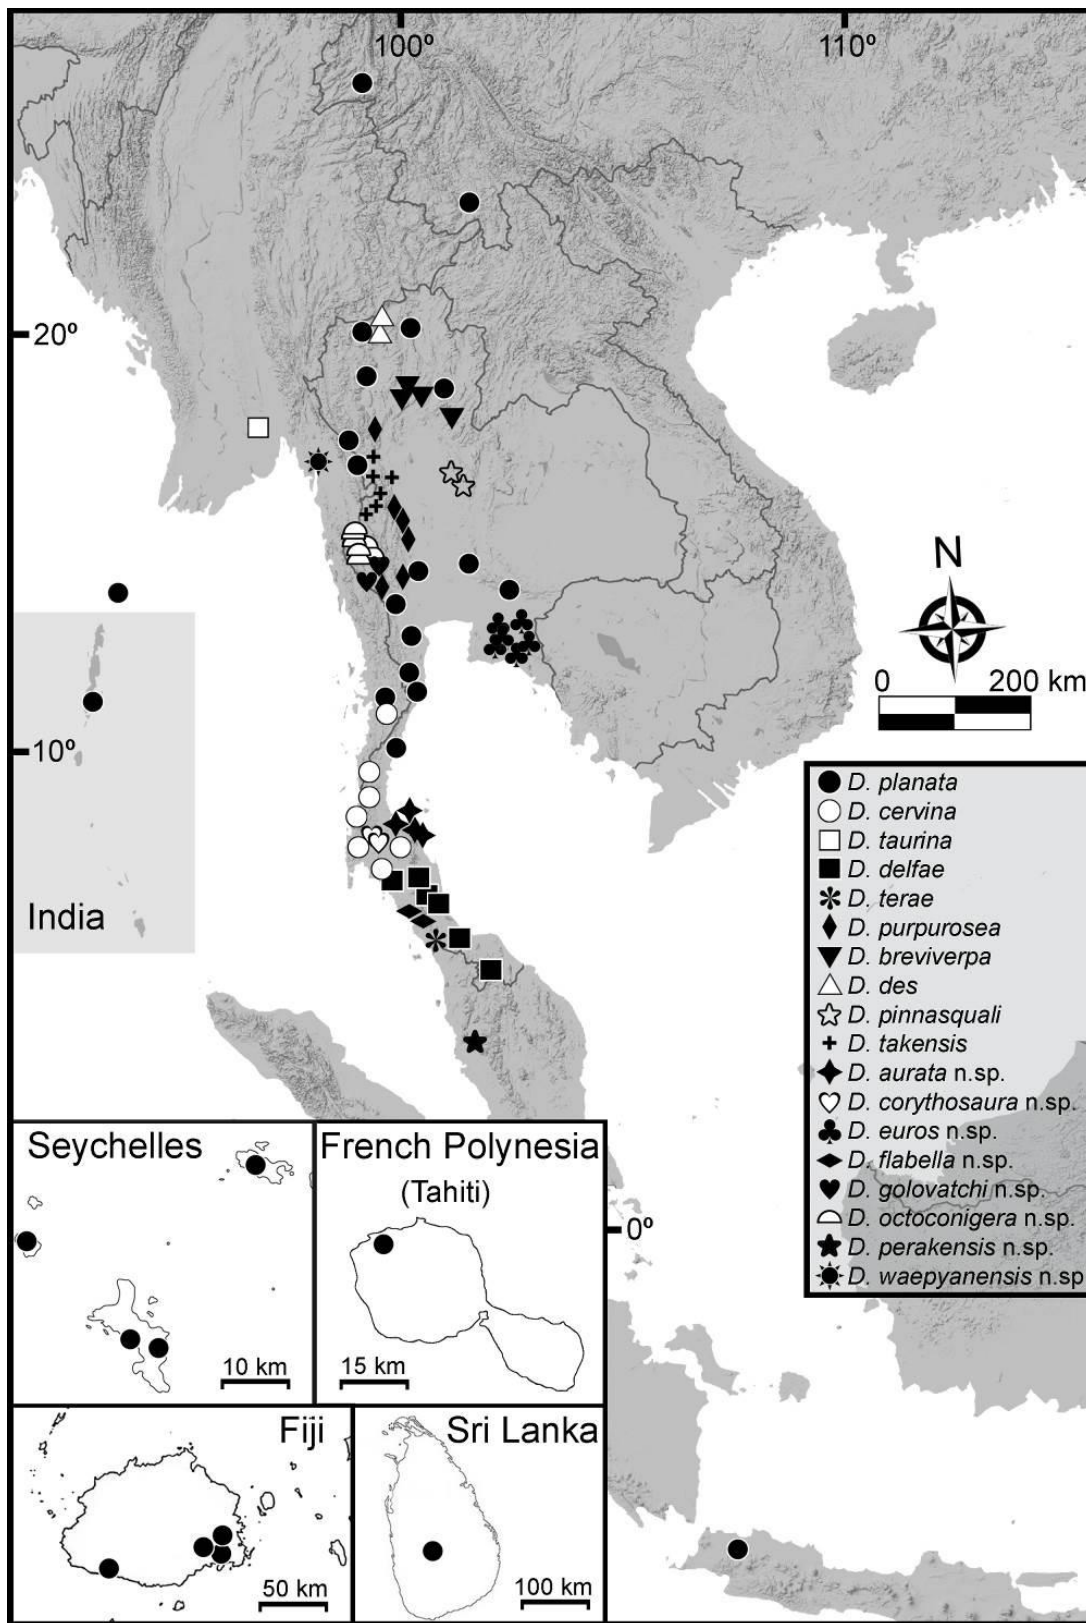 100º
110º
20º
N
0
200 km
10º
D. planata
D. cervina
D. taurina
D. delfae
D. terae
D. purpurosea
D. breviverpa
D. des
D. pinnasquali
D. takensis
D. aurata n.sp.
D. corythosaura n.sp.
D. euros n.sp.
D. flabella n.sp.
D. golovatchi n.sp.
D. octoconigera n.sp.
D. perakensis n.sp.
D. waepyanensis n.sp
India
Seychelles
10 km
French Polynesia
(Tahiti)
15 km
0º
Fiji
50 km
Sri Lanka
100 km